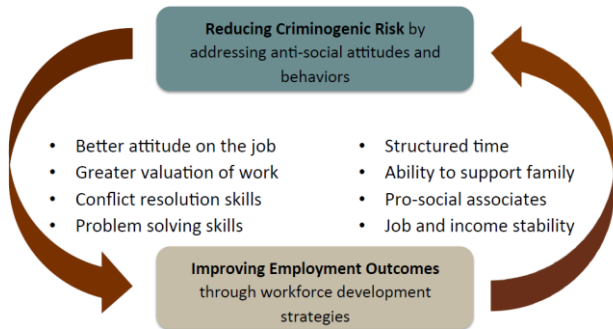 Reducing Criminogenic Risk by
addressing anti-social attitudes and
behaviors
• Better attitude on the job
• Greater valuation of work
• Conflict resolution skills
• Problem solving skills
• Structured time
• Ability to support family
• Pro-social associates
• Job and income stability
Improving Employment Outcomes
through workforce development
strategies